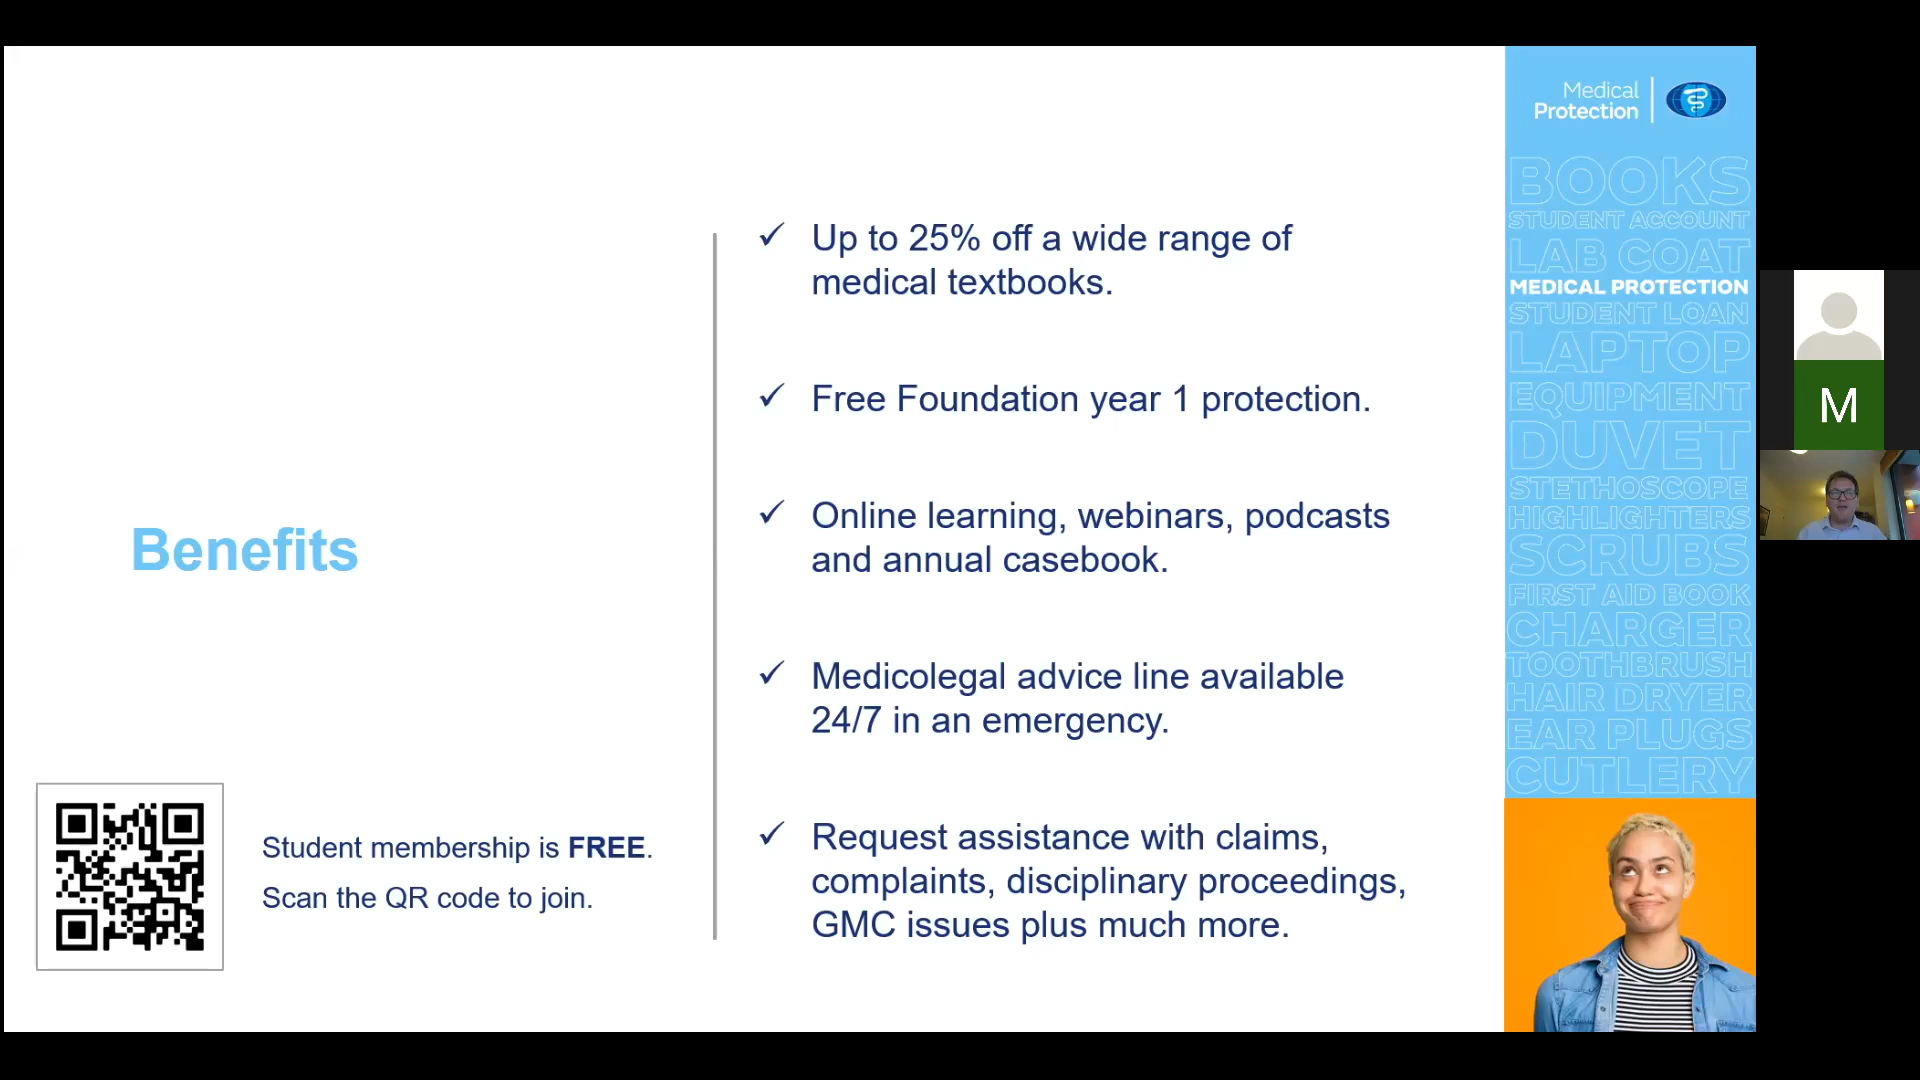 Benefits
Student membership is FREE.
Scan the QR code to join.
Up to 25% off a wide range of
medical textbooks.
Free Foundation year 1 protection.
Online learning, webinars, podcasts
and annual casebook.
Medicolegal advice line available
24/7 in an emergency.
Request assistance with claims,
complaints, disciplinary proceedings,
GMC issues plus much more.
Medical
Protection
BOOKS
STUDENT ACCOUNT
LAB COAT
MEDICAL PROTECTION
STUDENT LOAN
LAPTOP
EQUIPMENT
DUVET
STETHOSCOPE
HIGHLIGHTERS
SCRUBS
FIRST AID BOOK
CHARGER
TOOTHBRUSH
HAIR DRYER
EAR PLUGS
CUTLERY
M